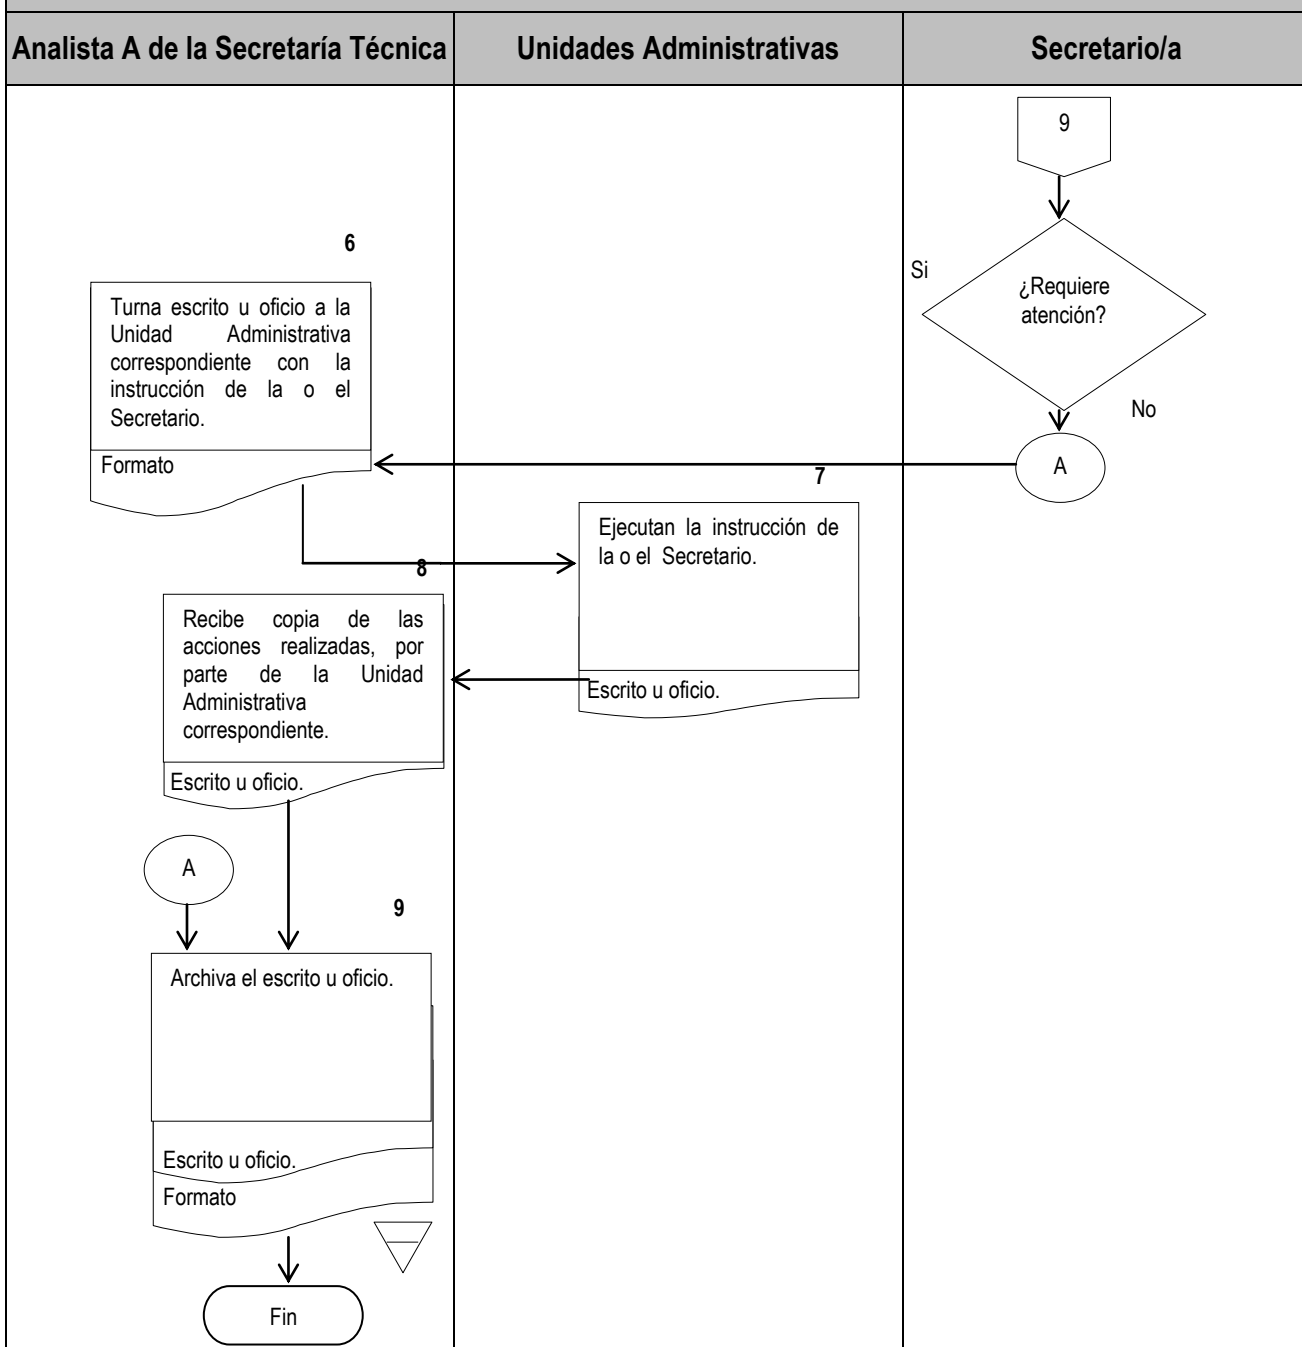 Analista A de la Secretaría Técnica
Unidades Administrativas
Secretario/a
9
¿Requiere
atención?
Si
No
A
6
Turna escrito u oficio a la
Unidad Administrativa
correspondiente con la
instrucción de la o el
Secretario.
Formato
7
Ejecutan la instrucción de
la o el Secretario.
Escrito u oficio.
8
Recibe copia de las
acciones realizadas, por
parte de la Unidad
Administrativa
correspondiente.
Escrito u oficio.
A
9
Archiva el escrito u oficio.
Escrito u oficio.
Formato
Fin